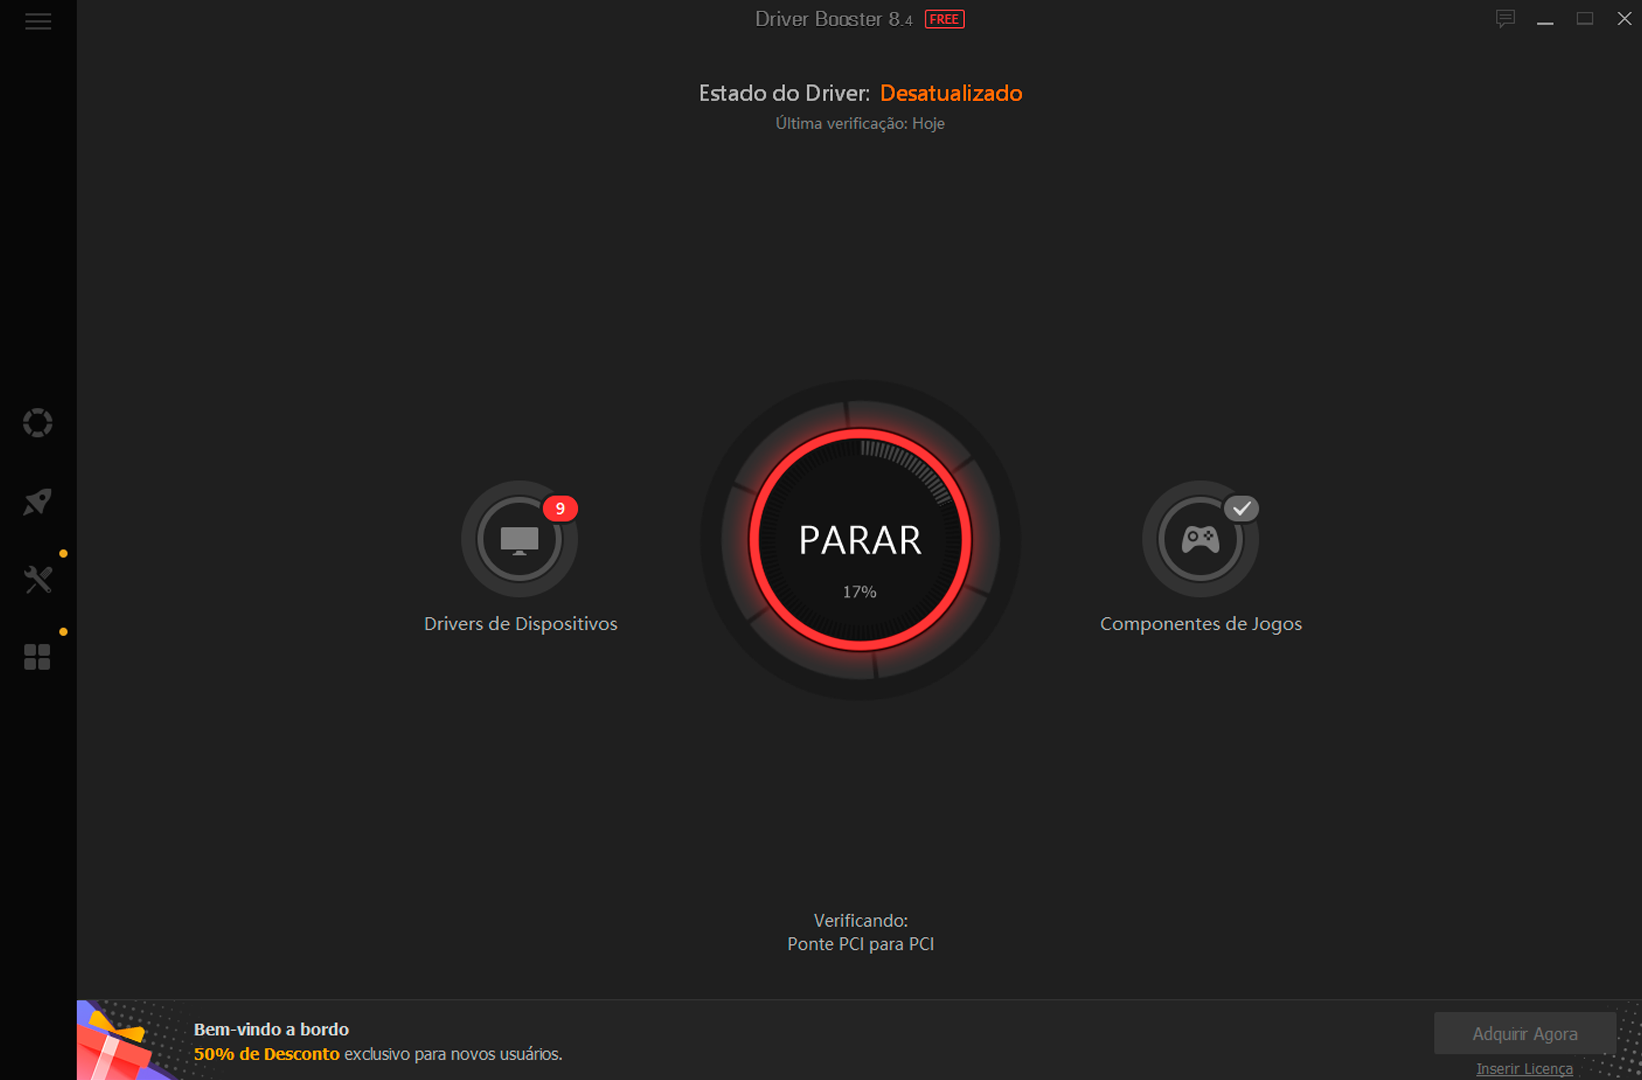 Driver Booster 8.4 FREE
Estado do Driver: Desatualizado
Última verificação: Hoje
9
Drivers de Dispositivos
PARAR
17%
Componentes de Jogos
Verificando:
Ponte PCI para PCI
Bem-vindo a bordo
50% de Desconto exclusivo para novos usuários.
Adquirir Agora
Inserir Licença